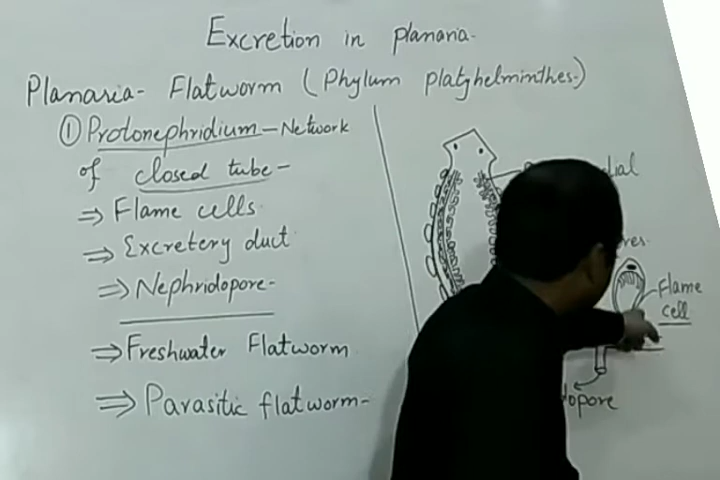 Excretion in planaria-
Planaria- Flatworm (Phylum platyhelminthes.)
① Protonephridium - Network
of closed tube -
⇒ Flame cells
⇒ Excretery duct
⇒ Nephridopore -
⇒ Freshwater Flatworm
⇒ Parasitic flatworm -
Flame
cell